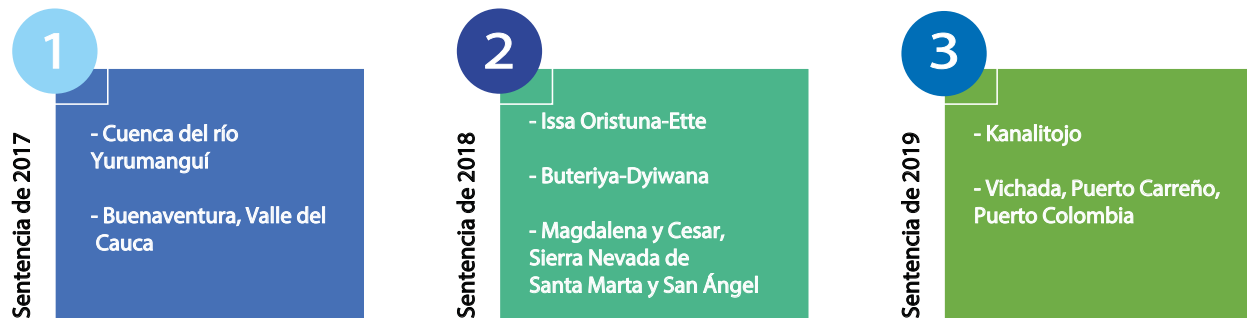 1
Sentencia de 2017
- Cuenca del río
Yurumanguí
- Buenaventura, Valle del
Cauca
2
Sentencia de 2018
- Issa Oristuna-Ette
- Buteriya-Dyiwana
- Magdalena y Cesar,
Sierra Nevada de
Santa Marta y San Ángel
3
Sentencia de 2019
- Kanalitojo
- Vichada, Puerto Carreño,
Puerto Colombia